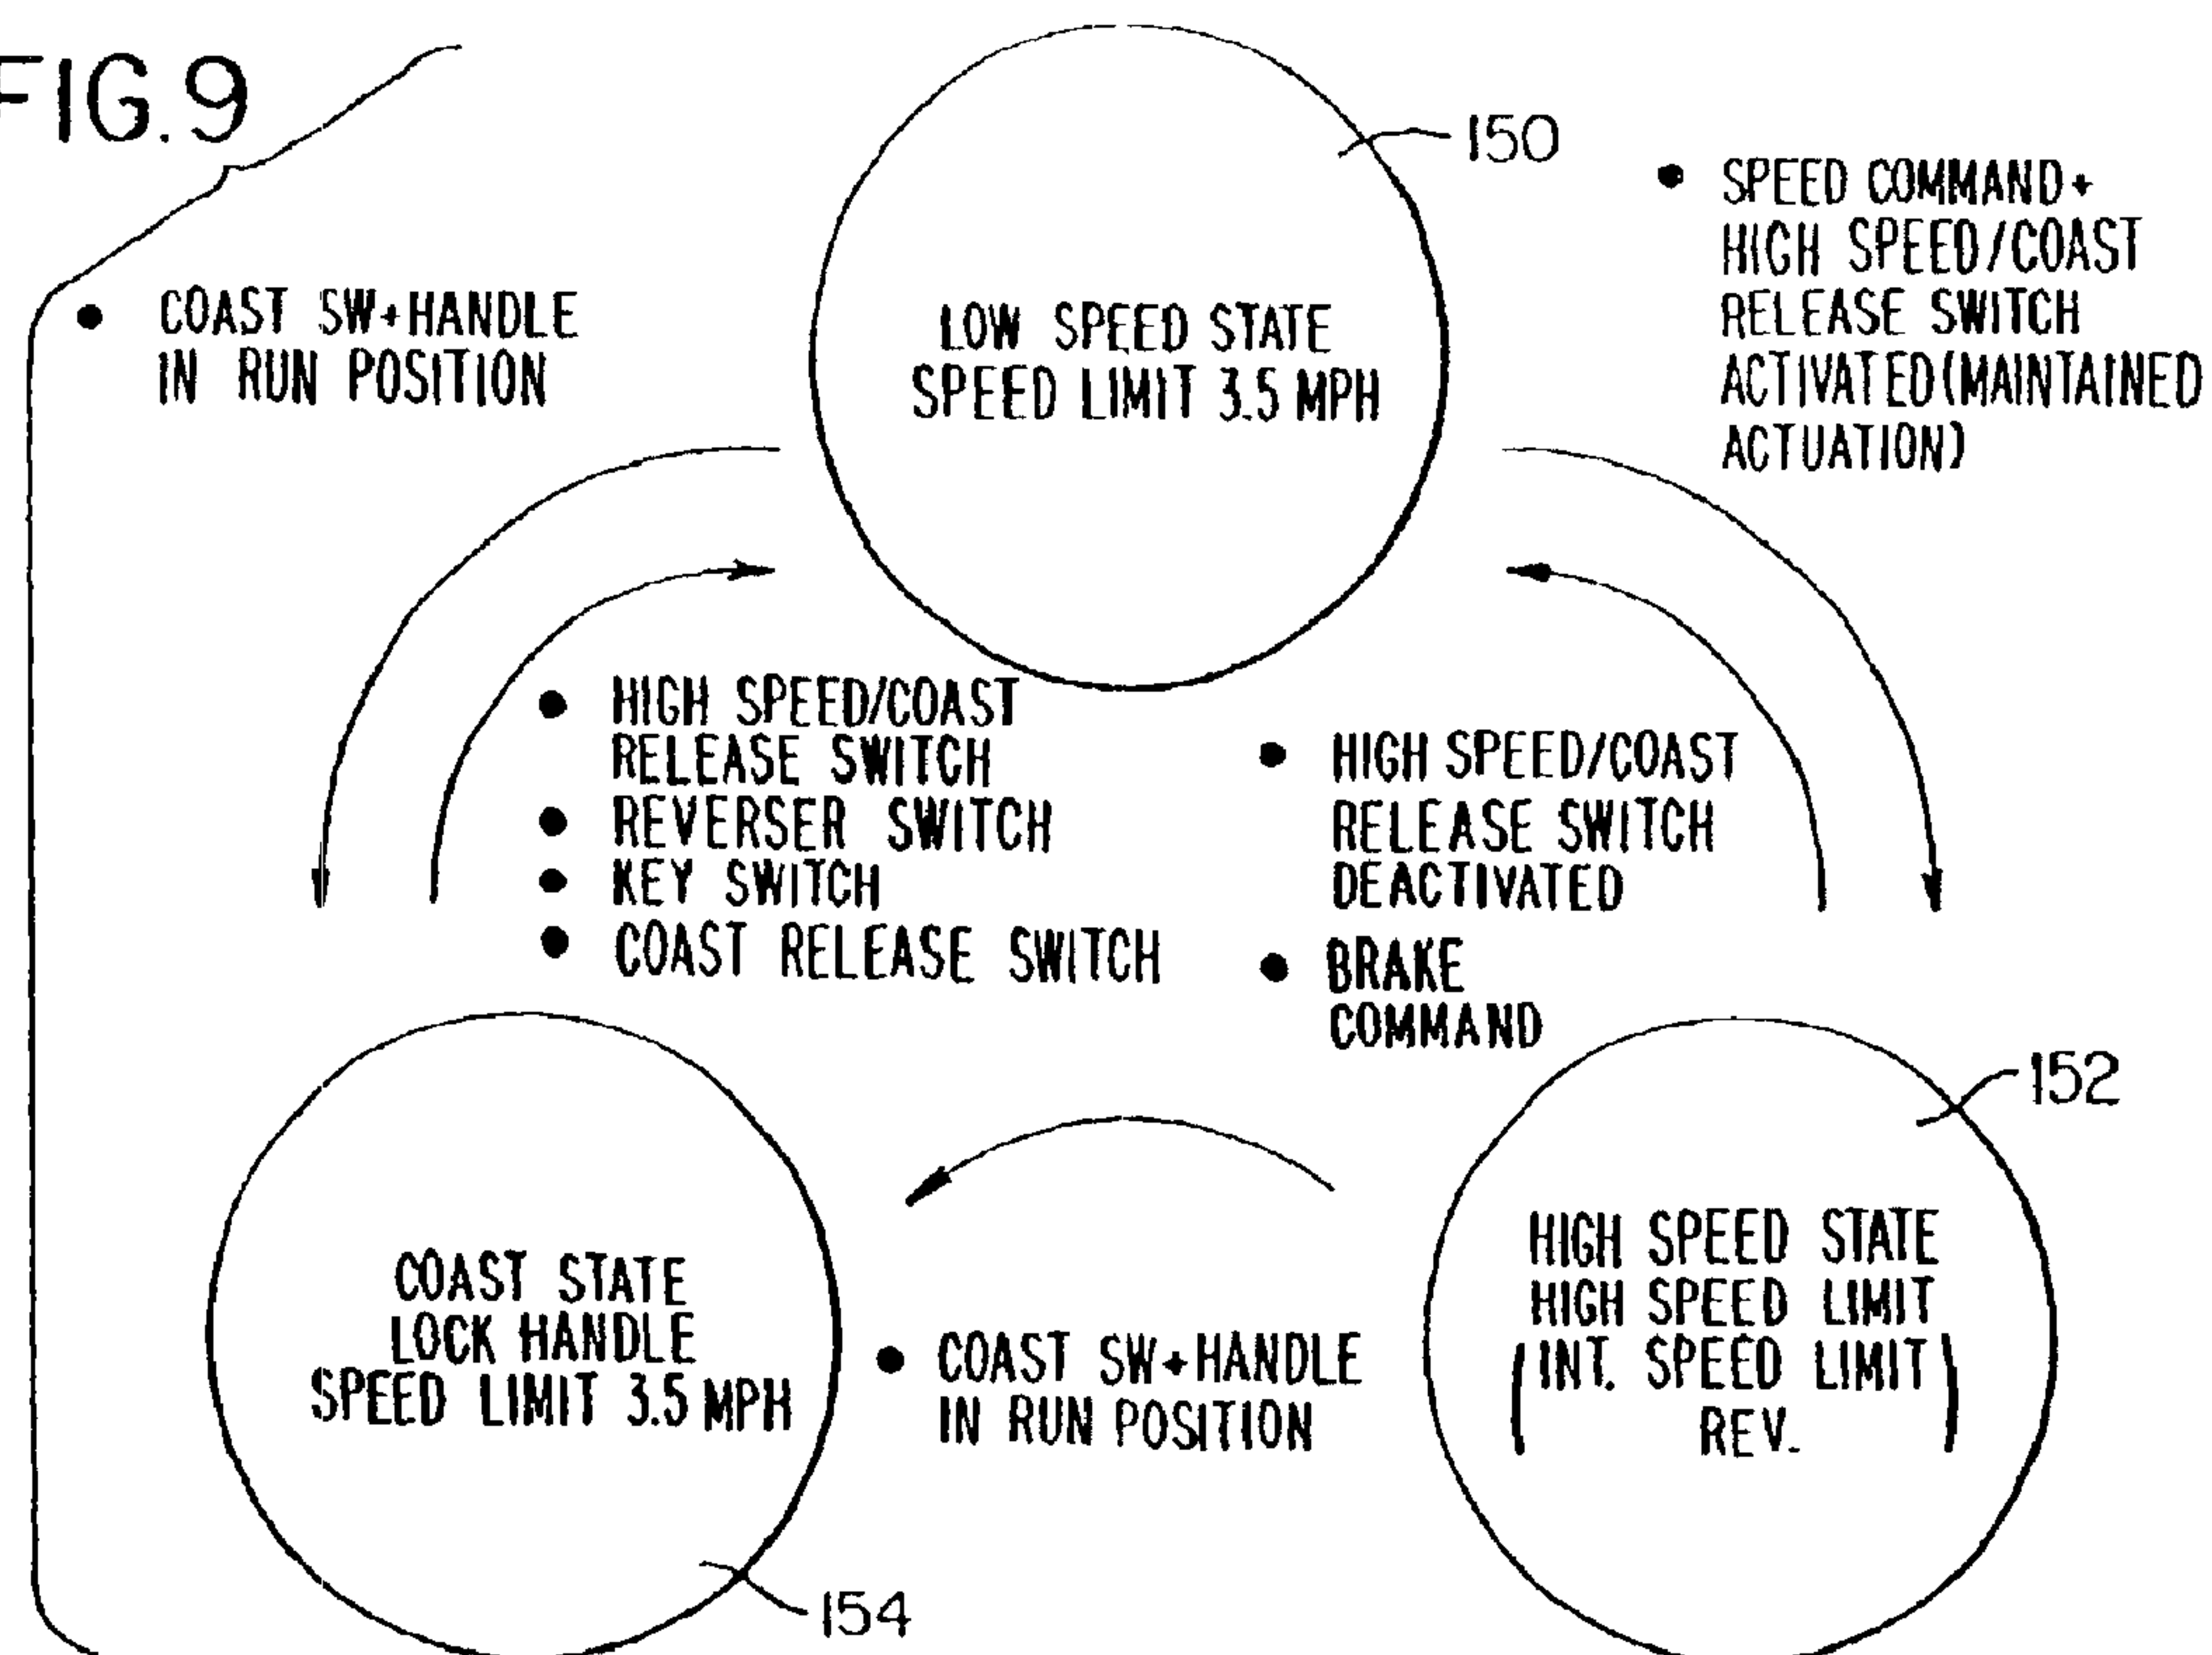 FIG.9
150
• SPEED COMMAND+
HIGH SPEED/COAST
RELEASE SWITCH
ACTIVATED (MAINTAINED
ACTUATION)
• COAST SW+HANDLE
IN RUN POSITION
LOW SPEED STATE
SPEED LIMIT 3.5 MPH
• HIGH SPEED/COAST
RELEASE SWITCH
• REVERSER SWITCH
• KEY SWITCH
• COAST RELEASE SWITCH
• HIGH SPEED/COAST
RELEASE SWITCH
DEACTIVATED
• BRAKE
COMMAND
152
COAST STATE
LOCK HANDLE
SPEED LIMIT 3.5 MPH
• COAST SW+HANDLE
IN RUN POSITION
HIGH SPEED STATE
HIGH SPEED LIMIT
(INT. SPEED LIMIT
REV.)
154